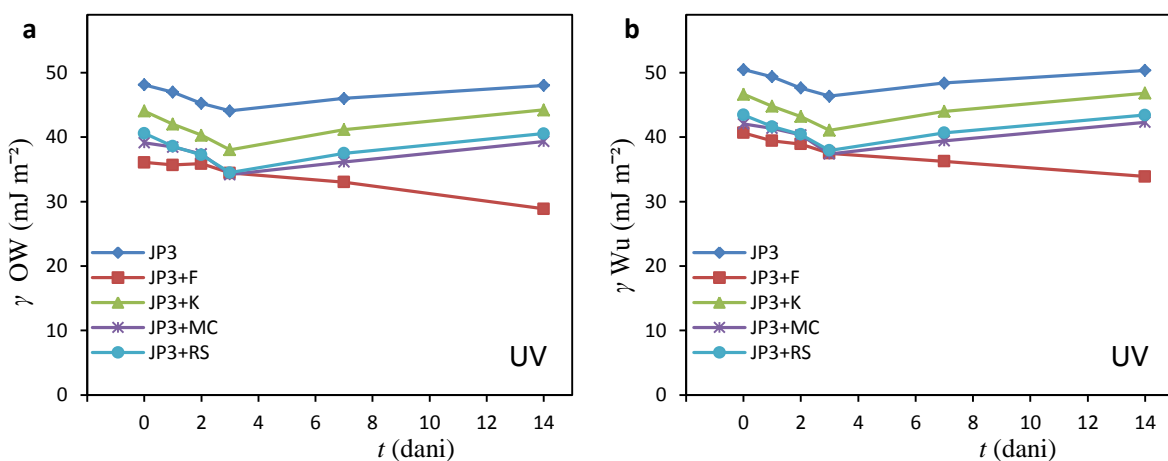 a
γ OW (mJ m⁻²)
50
40
30
20
10
0
JP3
JP3+F
JP3+K
JP3+MC
JP3+RS
UV
0 2 4 6 8 10 12 14
t (dani)
b
γ Wu (mJ m⁻²)
50
40
30
20
10
0
JP3
JP3+F
JP3+K
JP3+MC
JP3+RS
UV
0 2 4 6 8 10 12 14
t (dani)